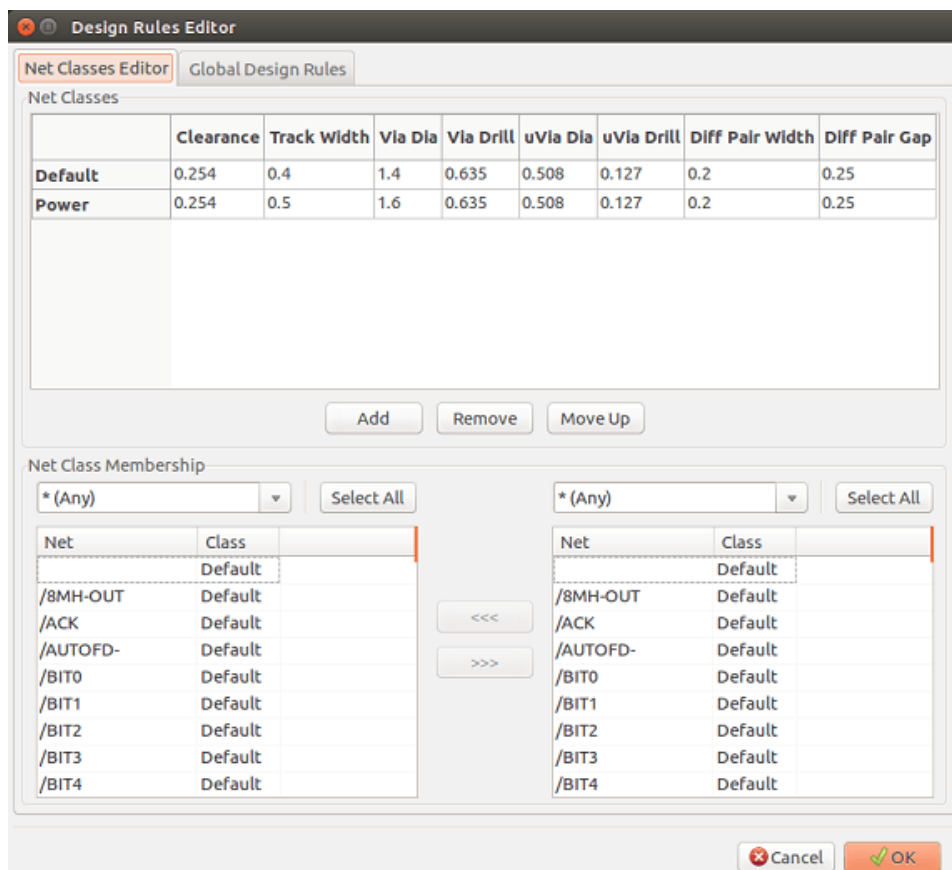 Design Rules Editor
Net Classes Editor Global Design Rules
Net Classes
Clearance Track Width Via Dia Via Drill uVia Dia uVia Drill Diff Pair Width Diff Pair Gap
Default 0.254 0.4 1.4 0.635 0.508 0.127 0.2 0.25
Power 0.254 0.5 1.6 0.635 0.508 0.127 0.2 0.25
Add Remove Move Up
Net Class Membership
* (Any) Select All * (Any) Select All
Net Class Net Class
Default Default
/8MH-OUT Default /8MH-OUT Default
/ACK Default <<< /ACK Default
/AUTOFD- Default >>> /AUTOFD- Default
/BIT0 Default /BIT0 Default
/BIT1 Default /BIT1 Default
/BIT2 Default /BIT2 Default
/BIT3 Default /BIT3 Default
/BIT4 Default /BIT4 Default
Cancel OK